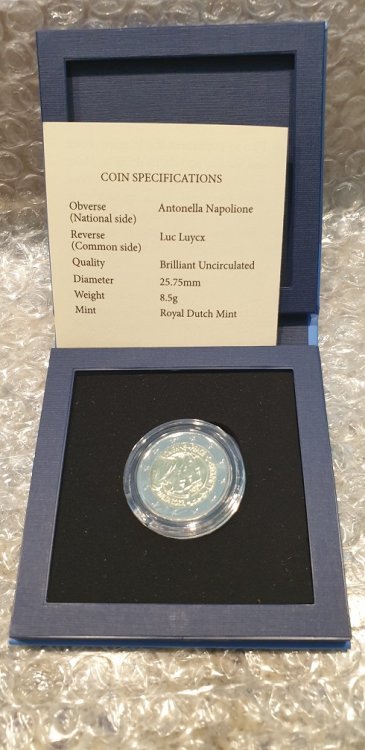 COIN SPECIFICATIONS
Obverse Antonella Napolione
(National side)
Reverse Luc Luycx
(Common side)
Quality Brilliant Uncirculated
Diameter 25.75mm
Weight 8.5g
Mint Royal Dutch Mint